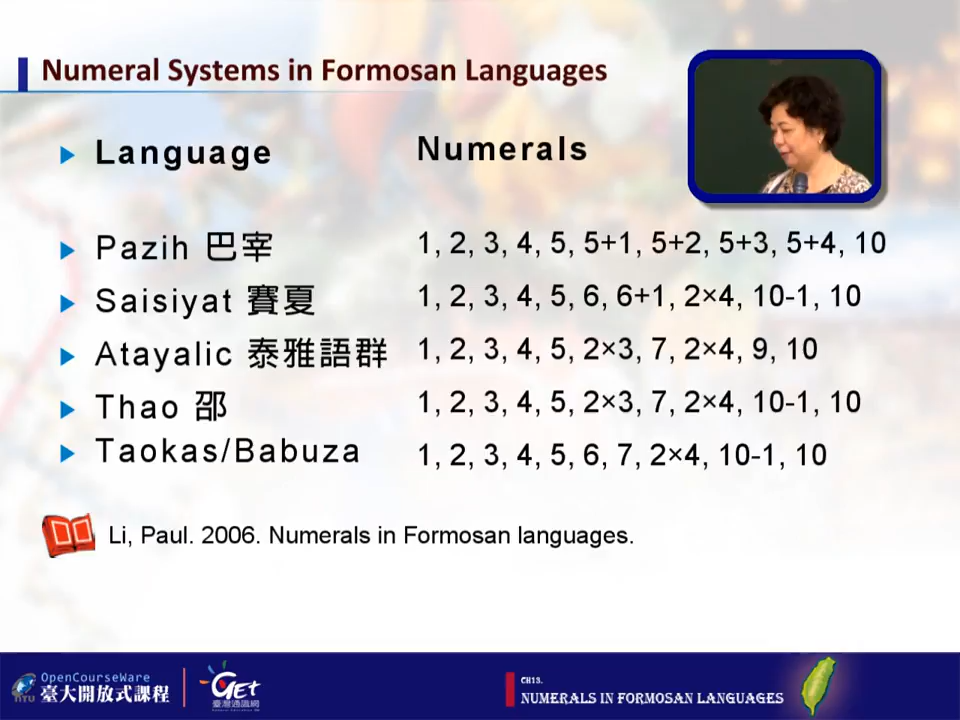 Numeral Systems in Formosan Languages
Language Numerals
Pazih 巴宰 1, 2, 3, 4, 5, 5+1, 5+2, 5+3, 5+4, 10
Saisiyat 賽夏 1, 2, 3, 4, 5, 6, 6+1, 2×4, 10-1, 10
Atayalic 泰雅語群 1, 2, 3, 4, 5, 2×3, 7, 2×4, 9, 10
Thao 邵 1, 2, 3, 4, 5, 2×3, 7, 2×4, 10-1, 10
Taokas/Babuza 1, 2, 3, 4, 5, 6, 7, 2×4, 10-1, 10
Li, Paul. 2006. Numerals in Formosan languages.
OpenCourseWare
NTU 臺大開放式課程
GET
臺灣通識網
CH13.
NUMERALS IN FORMOSAN LANGUAGES